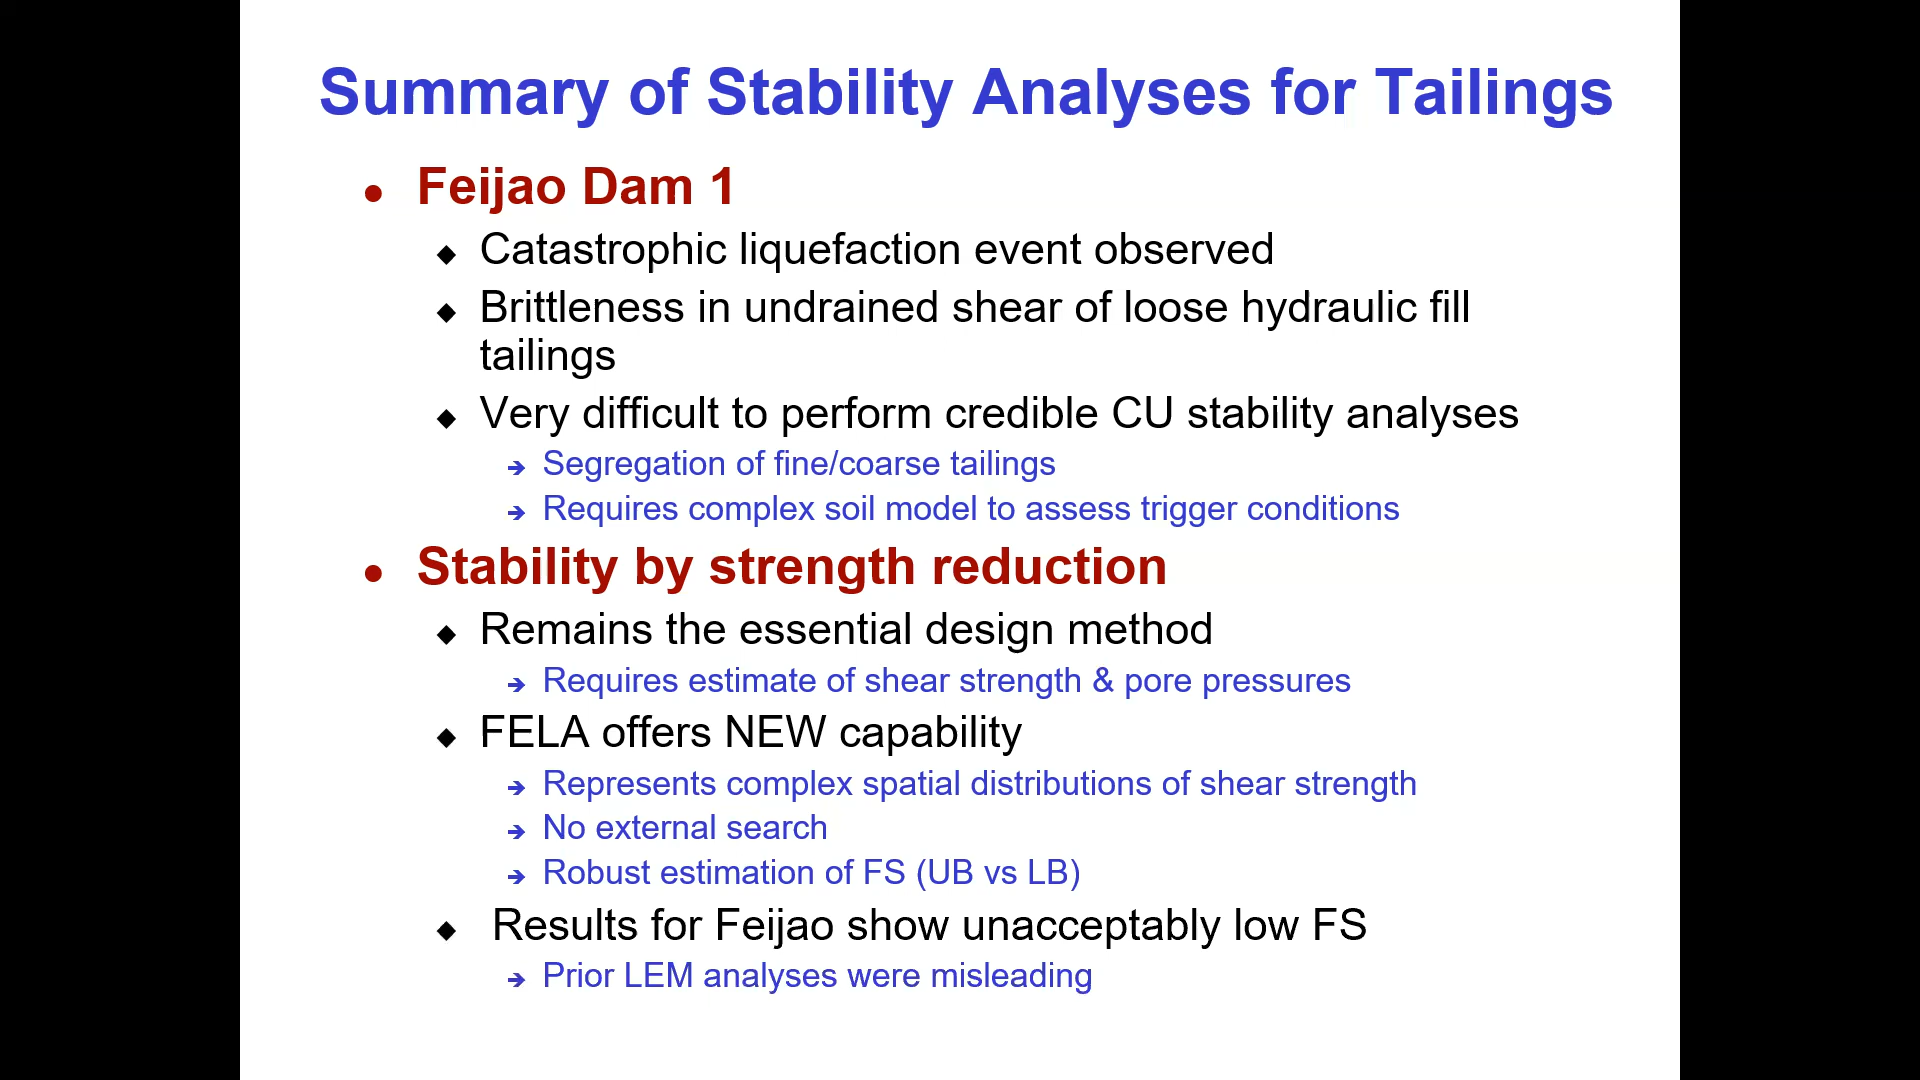 Summary of Stability Analyses for Tailings
• Feijao Dam 1
◆ Catastrophic liquefaction event observed
◆ Brittleness in undrained shear of loose hydraulic fill
tailings
◆ Very difficult to perform credible CU stability analyses
➔ Segregation of fine/coarse tailings
➔ Requires complex soil model to assess trigger conditions
• Stability by strength reduction
◆ Remains the essential design method
➔ Requires estimate of shear strength & pore pressures
◆ FELA offers NEW capability
➔ Represents complex spatial distributions of shear strength
➔ No external search
➔ Robust estimation of FS (UB vs LB)
◆ Results for Feijao show unacceptably low FS
➔ Prior LEM analyses were misleading